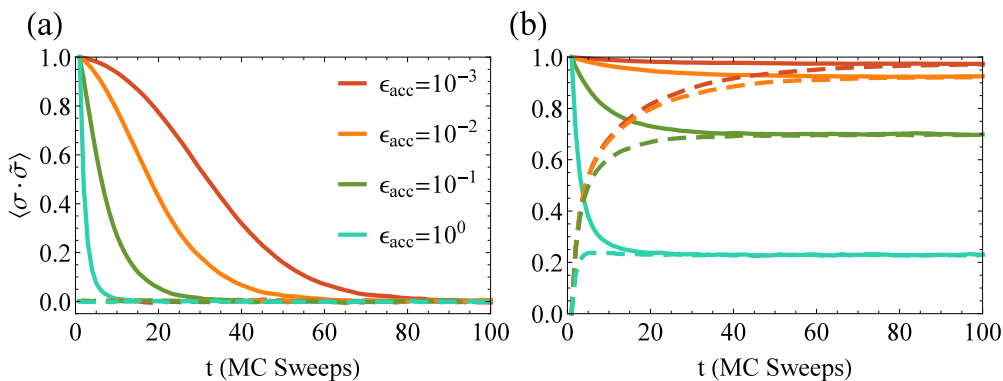 (a)
(b)
1.0
0.8
0.6
0.4
0.2
0.0
⟨σ · σ̃⟩
ϵacc=10⁻³
ϵacc=10⁻²
ϵacc=10⁻¹
ϵacc=10⁰
0 20 40 60 80 100
t (MC Sweeps)
1.0
0.8
0.6
0.4
0.2
0.0
0 20 40 60 80 100
t (MC Sweeps)